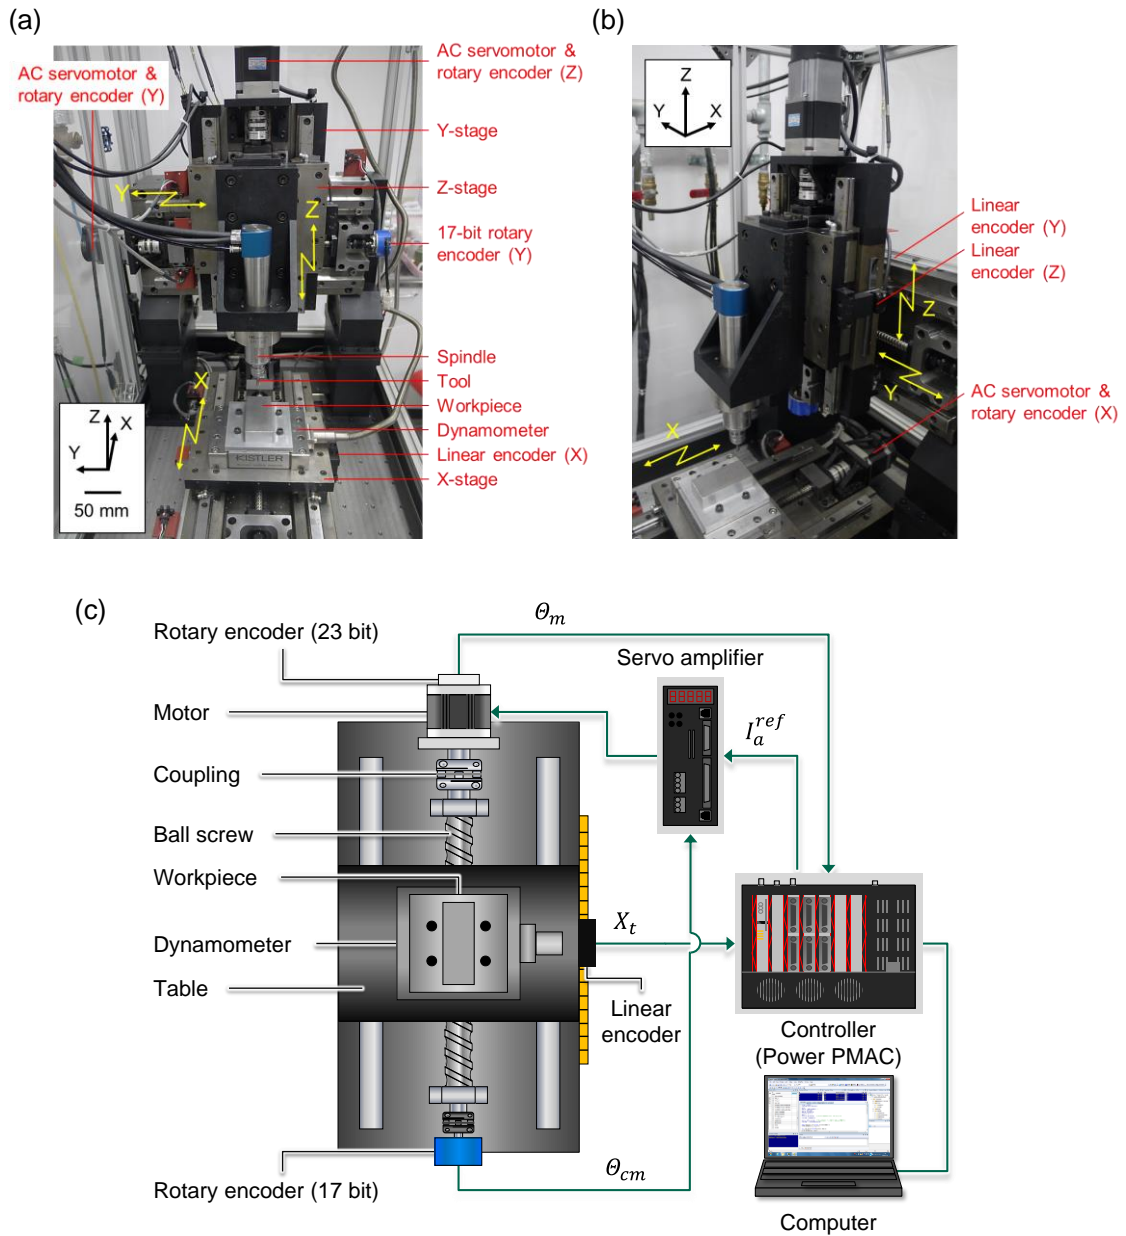 (a)
AC servomotor &
rotary encoder (Y)
AC servomotor &
rotary encoder (Z)
Y-stage
Z-stage
17-bit rotary
encoder (Y)
Spindle
Tool
Workpiece
Dynamometer
Linear encoder (X)
X-stage
Y
Z
X
KISTLER
Z
X
Y
50 mm
(b)
Z
Y
X
Linear
encoder (Y)
Linear
encoder (Z)
Z
Y
X
AC servomotor &
rotary encoder (X)
(c)
Rotary encoder (23 bit)
Motor
Coupling
Ball screw
Workpiece
Dynamometer
Table
Rotary encoder (17 bit)
Θm
Servo amplifier
Iaref
Xt
Linear
encoder
Controller
(Power PMAC)
Θcm
Computer